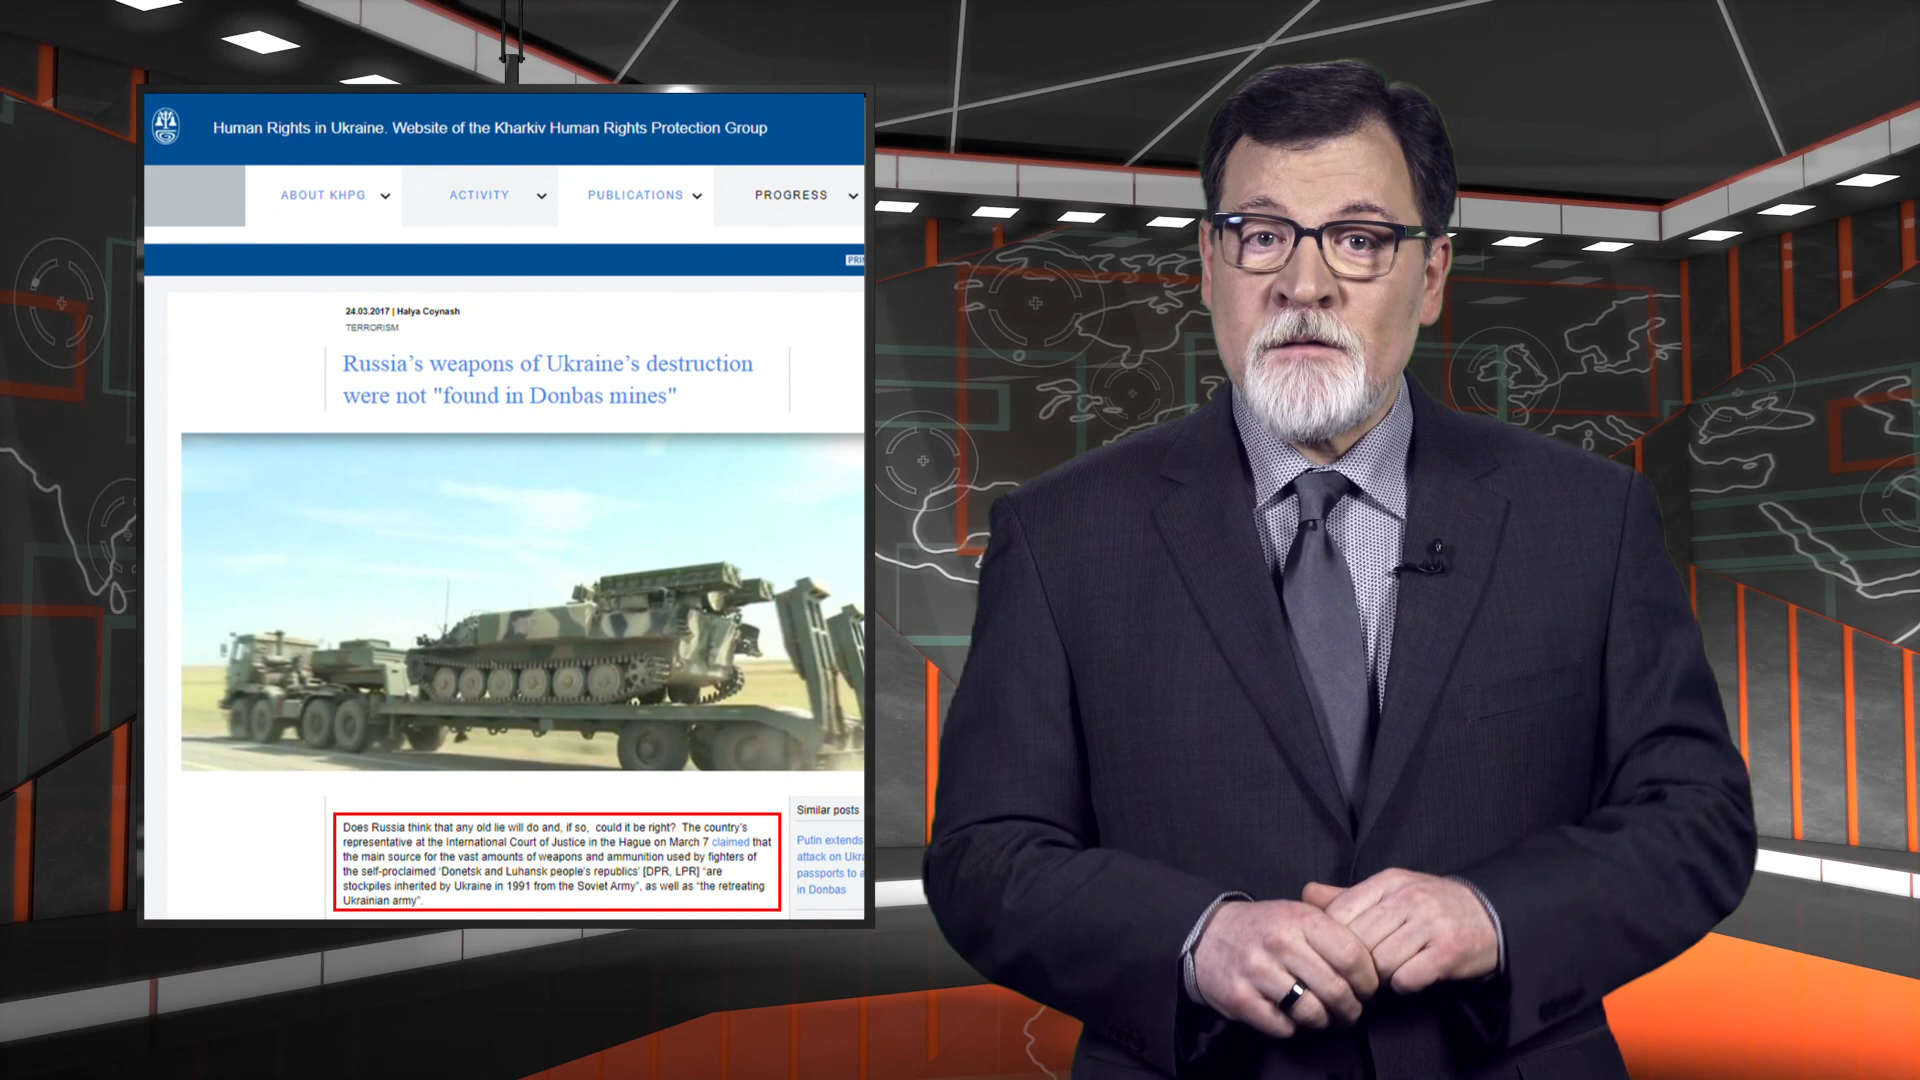 Human Rights in Ukraine. Website of the Kharkiv Human Rights Protection Group
ABOUT KHPG
ACTIVITY
PUBLICATIONS
PROGRESS
24.03.2017 | Halya Coynash
TERRORISM
Russia’s weapons of Ukraine’s destruction
were not "found in Donbas mines"
Does Russia think that any old lie will do and, if so, could it be right? The country’s
representative at the International Court of Justice in the Hague on March 7 claimed that
the main source for the vast amounts of weapons and ammunition used by fighters of
the self-proclaimed ‘Donetsk and Luhansk people’s republics’ [DPR, LPR] “are
stockpiles inherited by Ukraine in 1991 from the Soviet Army”, as well as “the retreating
Ukrainian army”.
Similar posts
Putin extends
attack on
passports to
in Donbas